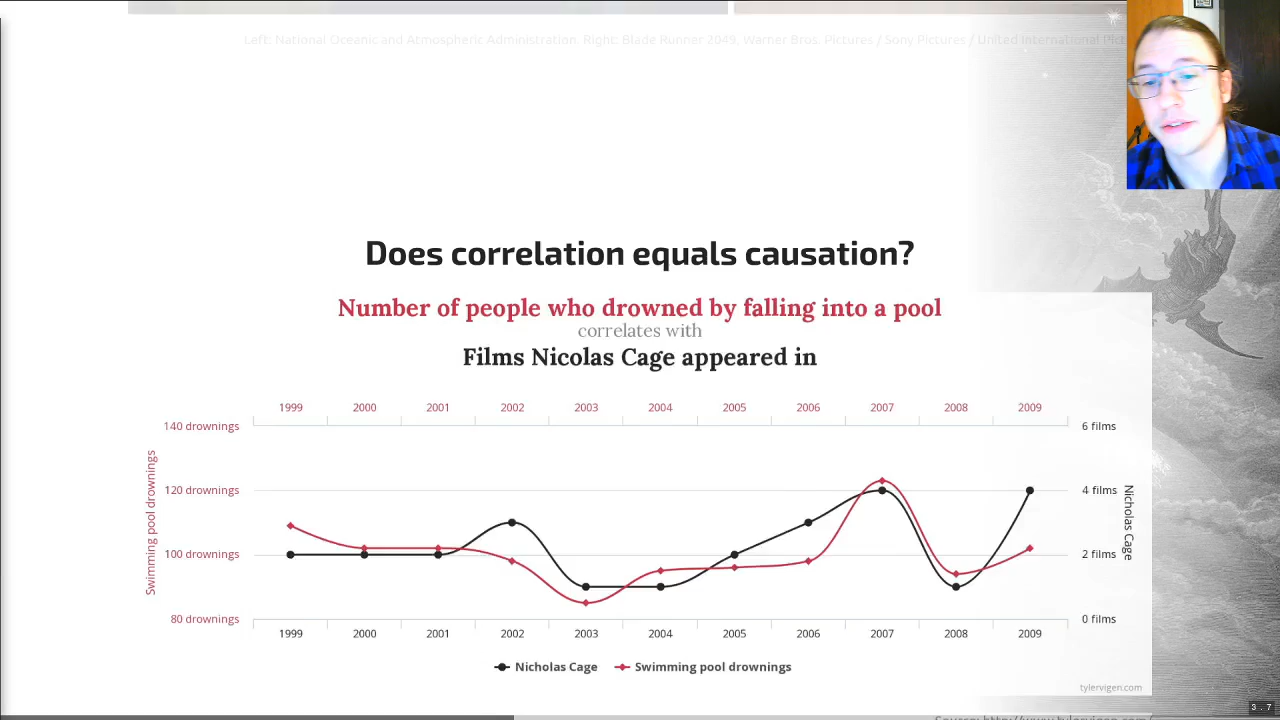 Left: National Oceanic and Atmospheric Administration. Right: Blade Runner 2049, Warner Bros. Pictures / Sony Pictures / United International
Does correlation equals causation?
Number of people who drowned by falling into a pool
correlates with
Films Nicolas Cage appeared in
1999 2000 2001 2002 2003 2004 2005 2006 2007 2008 2009
140 drownings 6 films
120 drownings 4 films
100 drownings 2 films
80 drownings 0 films
Swimming pool drownings
Nicholas Cage
1999 2000 2001 2002 2003 2004 2005 2006 2007 2008 2009
Nicholas Cage Swimming pool drownings
tylervigen.com
3 . 7